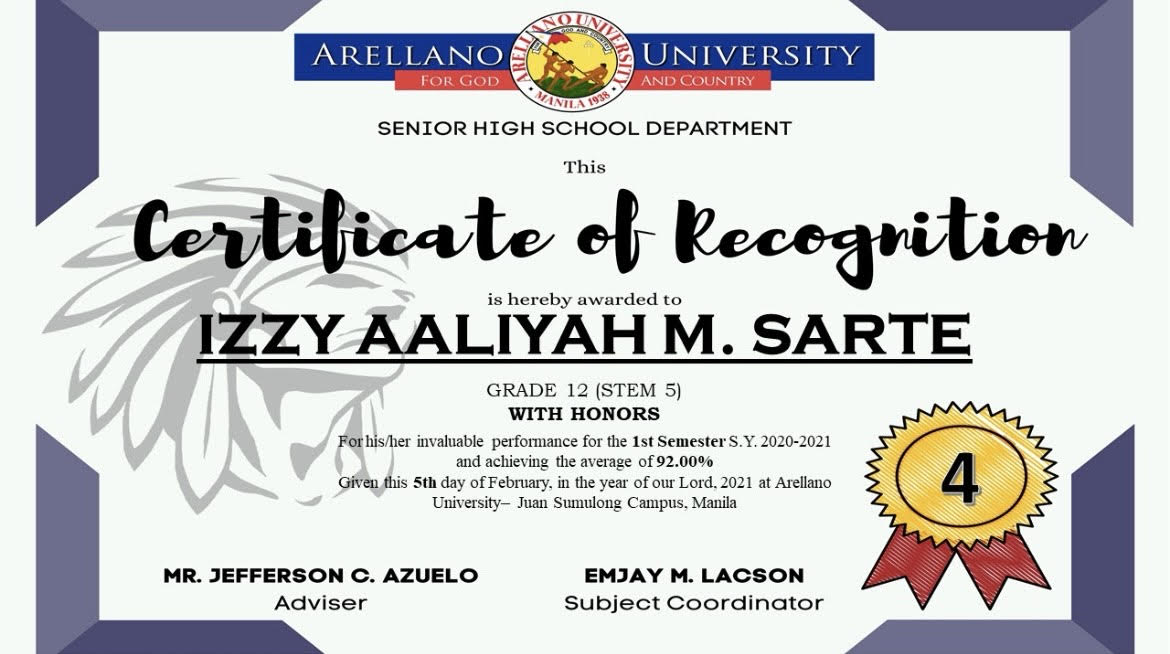 ARELLANO UNIVERSITY
FOR GOD AND COUNTRY
ARELLANO UNIVERSITY
FOR GOD AND COUNTRY
• MANILA 1938 •
SENIOR HIGH SCHOOL DEPARTMENT
This
Certificate of Recognition
is hereby awarded to
IZZY AALIYAH M. SARTE
GRADE 12 (STEM 5)
WITH HONORS
For his/her invaluable performance for the 1st Semester S.Y. 2020-2021
and achieving the average of 92.00%
Given this 5th day of February, in the year of our Lord, 2021 at Arellano
University– Juan Sumulong Campus, Manila
4
MR. JEFFERSON C. AZUELO EMJAY M. LACSON
Adviser Subject Coordinator